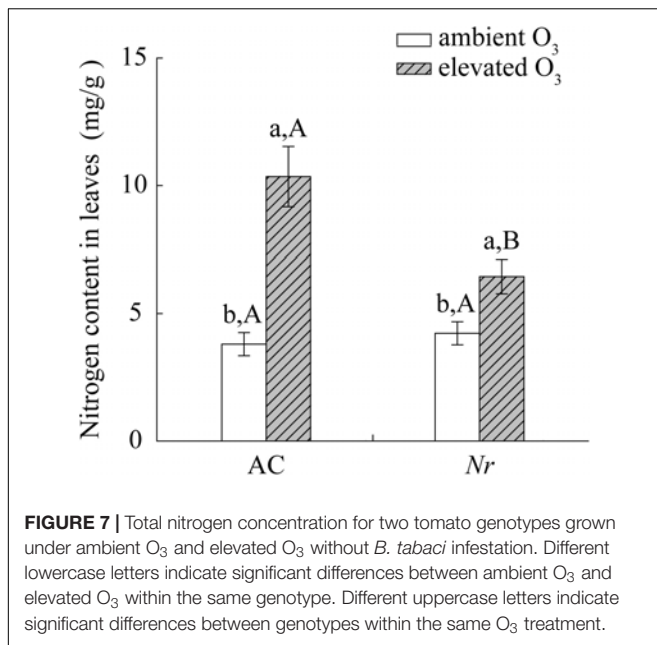 ambient O₃
elevated O₃
Nitrogen content in leaves (mg/g)
15
10
5
0
a,A
b,A
a,B
b,A
AC
Nr
FIGURE 7 | Total nitrogen concentration for two tomato genotypes grown
under ambient O₃ and elevated O₃ without B. tabaci infestation. Different
lowercase letters indicate significant differences between ambient O₃ and
elevated O₃ within the same genotype. Different uppercase letters indicate
significant differences between genotypes within the same O₃ treatment.